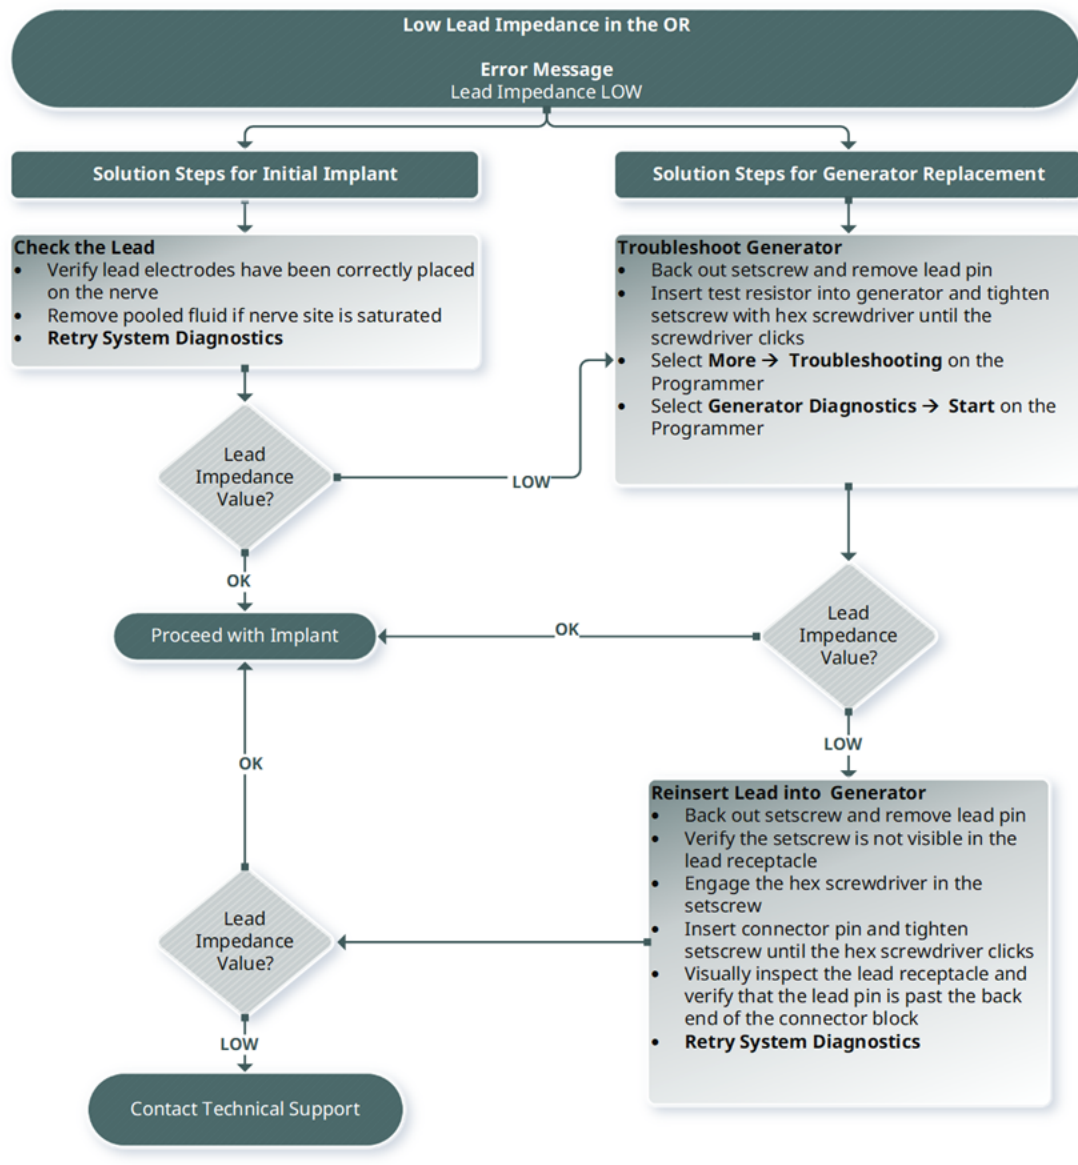 Low Lead Impedance in the OR
Error Message
Lead Impedance LOW
Solution Steps for Initial Implant
Solution Steps for Generator Replacement
Check the Lead
• Verify lead electrodes have been correctly placed
on the nerve
• Remove pooled fluid if nerve site is saturated
• Retry System Diagnostics
Troubleshoot Generator
• Back out setscrew and remove lead pin
• Insert test resistor into generator and tighten
setscrew with hex screwdriver until the
screwdriver clicks
• Select More → Troubleshooting on the
Programmer
• Select Generator Diagnostics → Start on the
Programmer
Lead
Impedance
Value?
LOW
OK
Proceed with Implant
OK
Lead
Impedance
Value?
LOW
OK
Reinsert Lead into Generator
• Back out setscrew and remove lead pin
• Verify the setscrew is not visible in the
lead receptacle
• Engage the hex screwdriver in the
setscrew
• Insert connector pin and tighten
setscrew until the hex screwdriver clicks
• Visually inspect the lead receptacle and
verify that the lead pin is past the back
end of the connector block
• Retry System Diagnostics
Lead
Impedance
Value?
LOW
Contact Technical Support